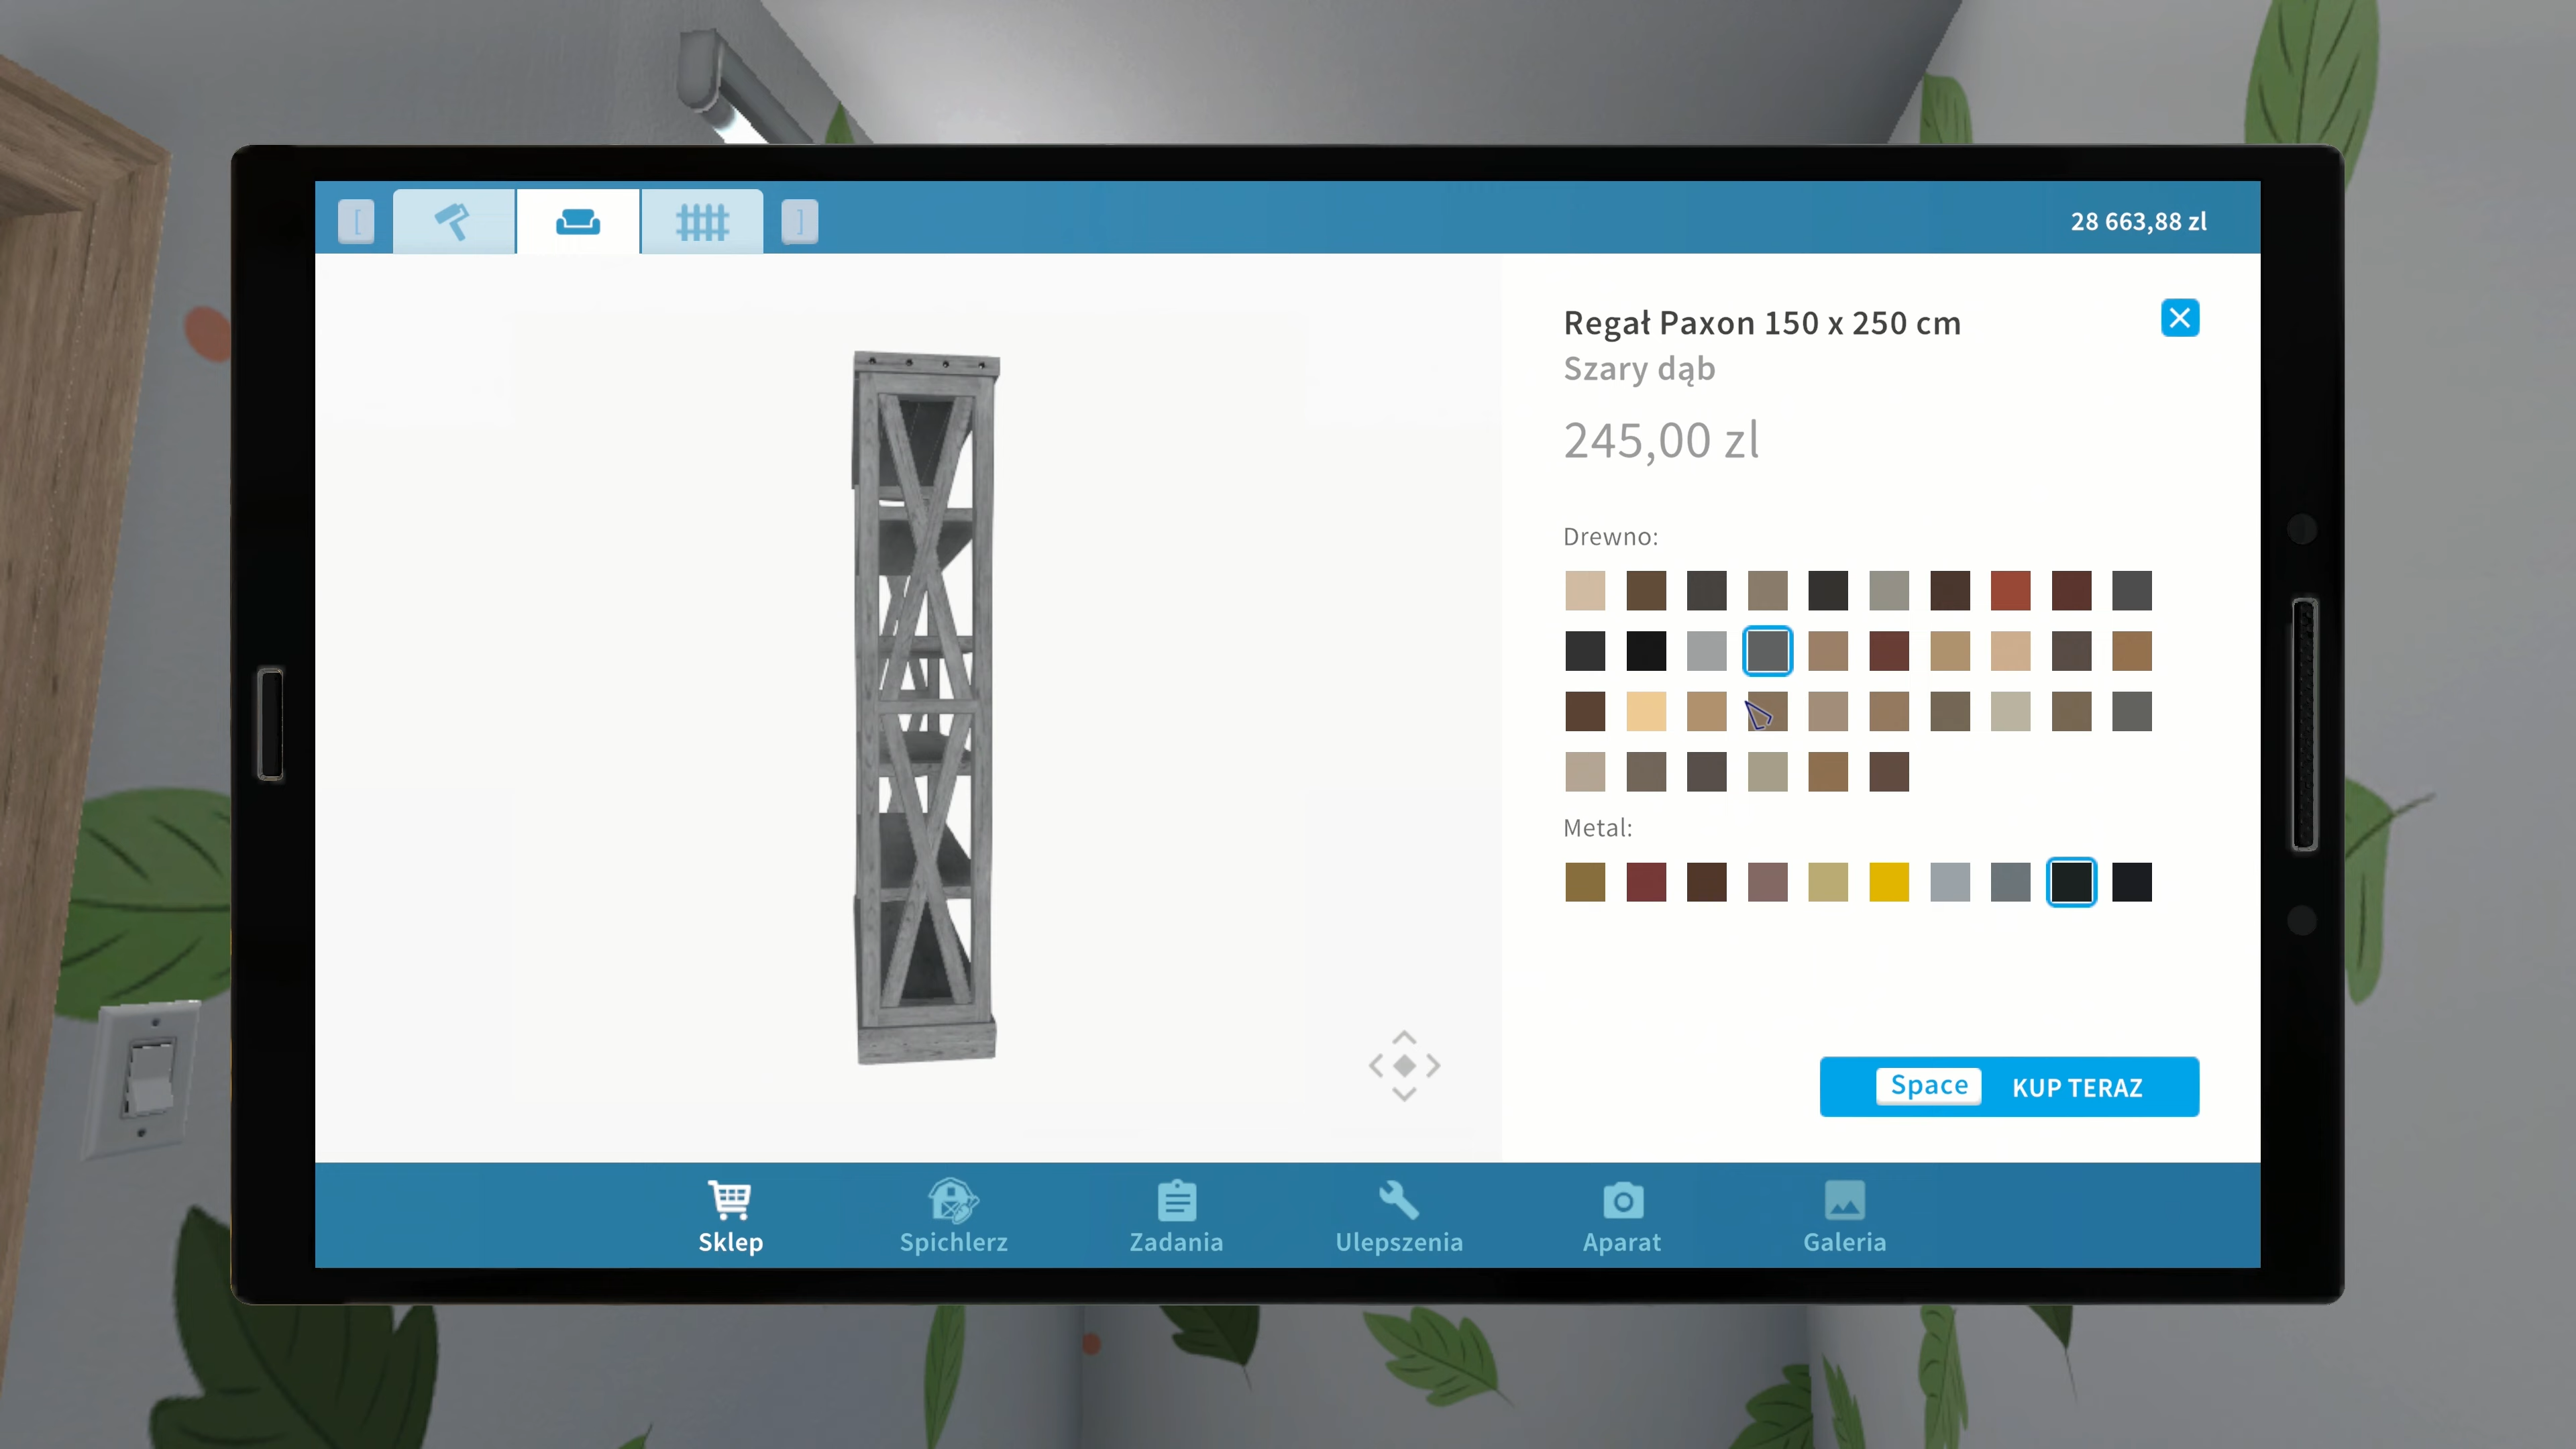 [
]
28 663,88 zl
Regał Paxon 150 x 250 cm
Szary dąb
245,00 zl
Drewno:
Metal:
Space KUP TERAZ
Sklep
Spichlerz
Zadania
Ulepszenia
Aparat
Galeria